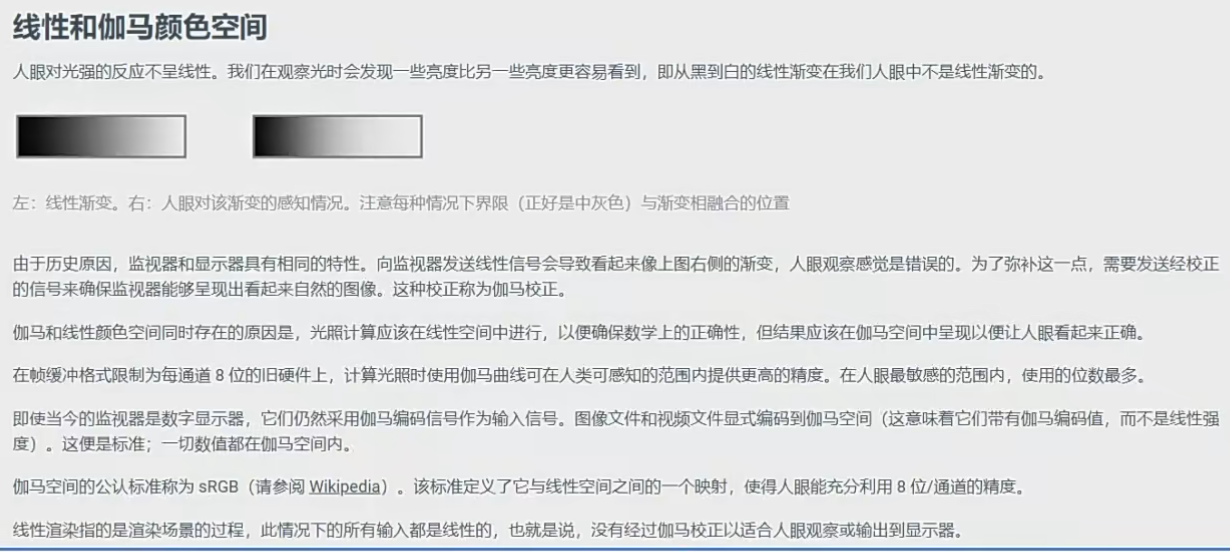 线性和伽马颜色空间
人眼对光强的反应不呈线性。我们在观察光时会发现一些亮度比另一些亮度更容易看到，即从黑到白的线性渐变在我们人眼中不是线性渐变的。
左：线性渐变。右：人眼对该渐变的感知情况。注意每种情况下界限（正好是中灰色）与渐变相融合的位置
由于历史原因，监视器和显示器具有相同的特性。向监视器发送线性信号会导致看起来像上图右侧的渐变，人眼观察感觉是错误的。为了弥补这一点，需要发送经校正
的信号来确保监视器能够呈现出看起来自然的图像。这种校正称为伽马校正。
伽马和线性颜色空间同时存在的原因是，光照计算应该在线性空间中进行，以便确保数学上的正确性，但结果应该在伽马空间中呈现以便让人眼看起来正确。
在帧缓冲格式限制为每通道 8 位的旧硬件上，计算光照时使用伽马曲线可在人类可感知的范围内提供更高的精度。在人眼最敏感的范围内，使用的位数最多。
即使当今的监视器是数字显示器，它们仍然采用伽马编码信号作为输入信号。图像文件和视频文件显式编码到伽马空间（这意味着它们带有伽马编码值，而不是线性强
度）。这便是标准；一切数值都在伽马空间内。
伽马空间的公认标准称为 sRGB（请参阅 Wikipedia）。该标准定义了它与线性空间之间的一个映射，使得人眼能充分利用 8 位/通道的精度。
线性渲染指的是渲染场景的过程，此情况下的所有输入都是线性的，也就是说，没有经过伽马校正以适合人眼观察或输出到显示器。